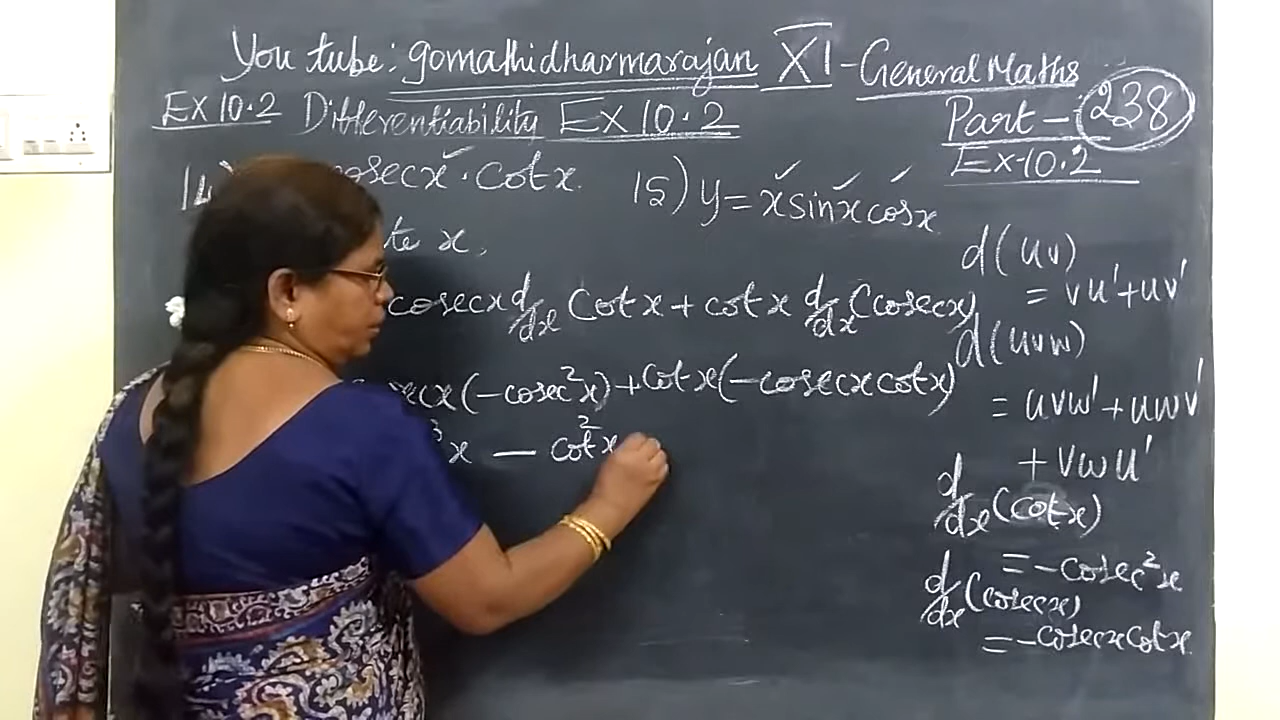 You tube: gomathidharmarajan XI - General Maths
Ex 10.2 Differentiability Ex 10.2 Part - 238
Ex-10.2
14) cosecx · cotx. 15) y = x sinx cosx
x,
cosecx d/dx Cotx + cotx d/dx (cosecx)
(-cosec²x) + cotx(-cosecx cotx)
³x - cot²x
d(uv)
= vu' + uv'
d(uvw)
= uvw' + uwv'
+ vwu'
d/dx (cotx)
= -cosec²x
d/dx (cosecx)
= -cosecx cotx.